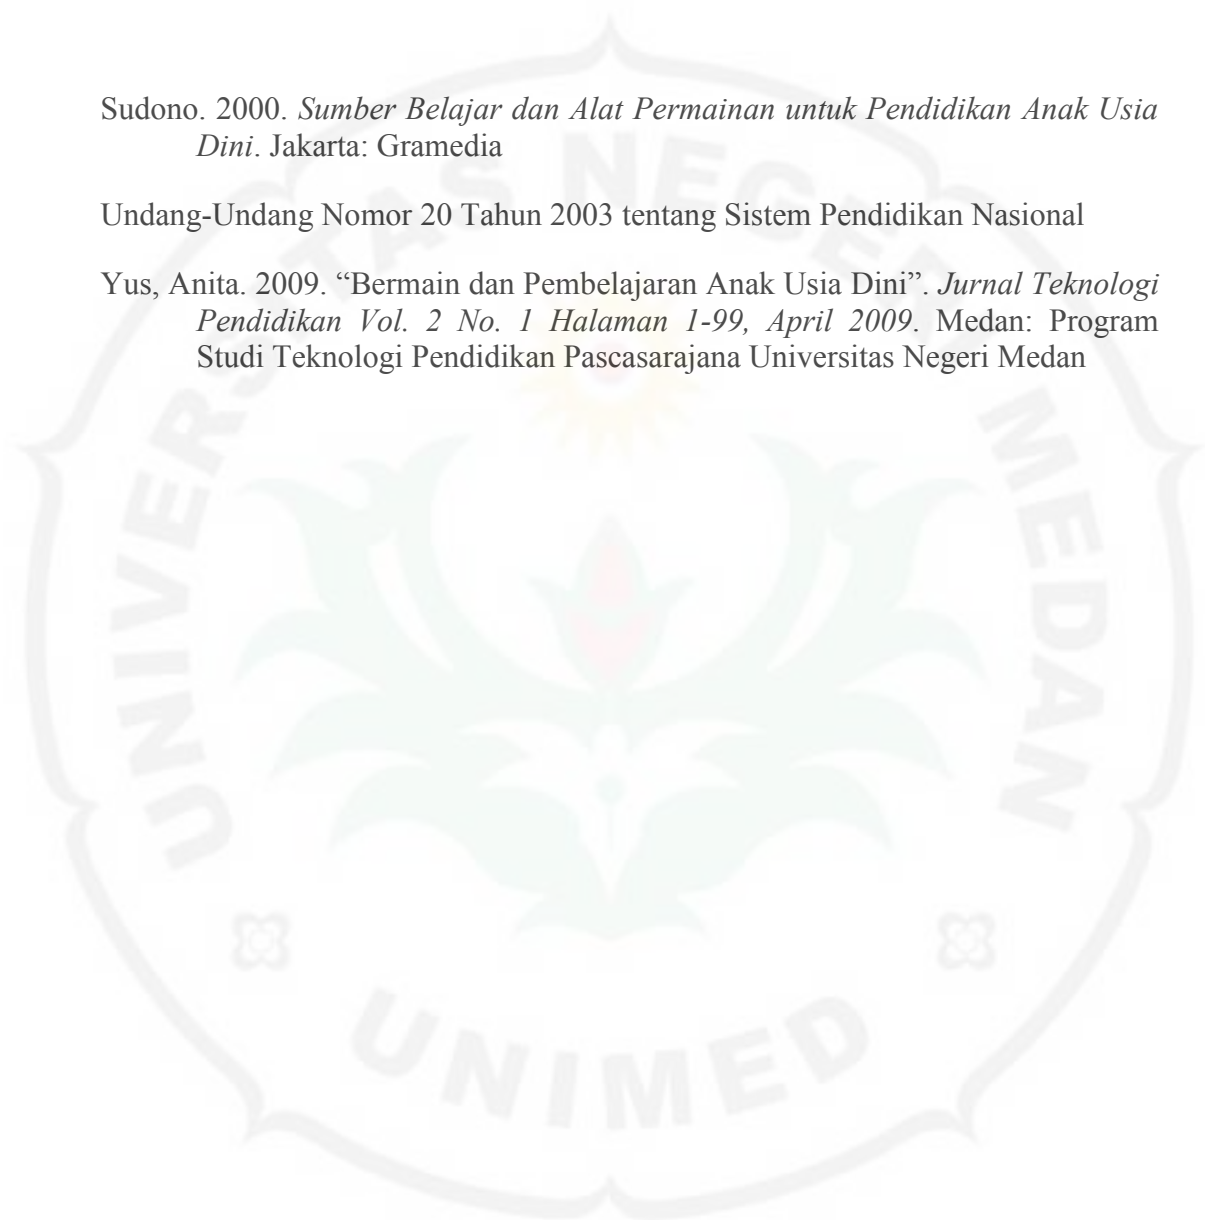 Sudono. 2000. Sumber Belajar dan Alat Permainan untuk Pendidikan Anak Usia
Dini. Jakarta: Gramedia
Undang-Undang Nomor 20 Tahun 2003 tentang Sistem Pendidikan Nasional
Yus, Anita. 2009. “Bermain dan Pembelajaran Anak Usia Dini”. Jurnal Teknologi
Pendidikan Vol. 2 No. 1 Halaman 1-99, April 2009. Medan: Program
Studi Teknologi Pendidikan Pascasarajana Universitas Negeri Medan
UNIVERSITAS NEGERI MEDAN
UNIMED